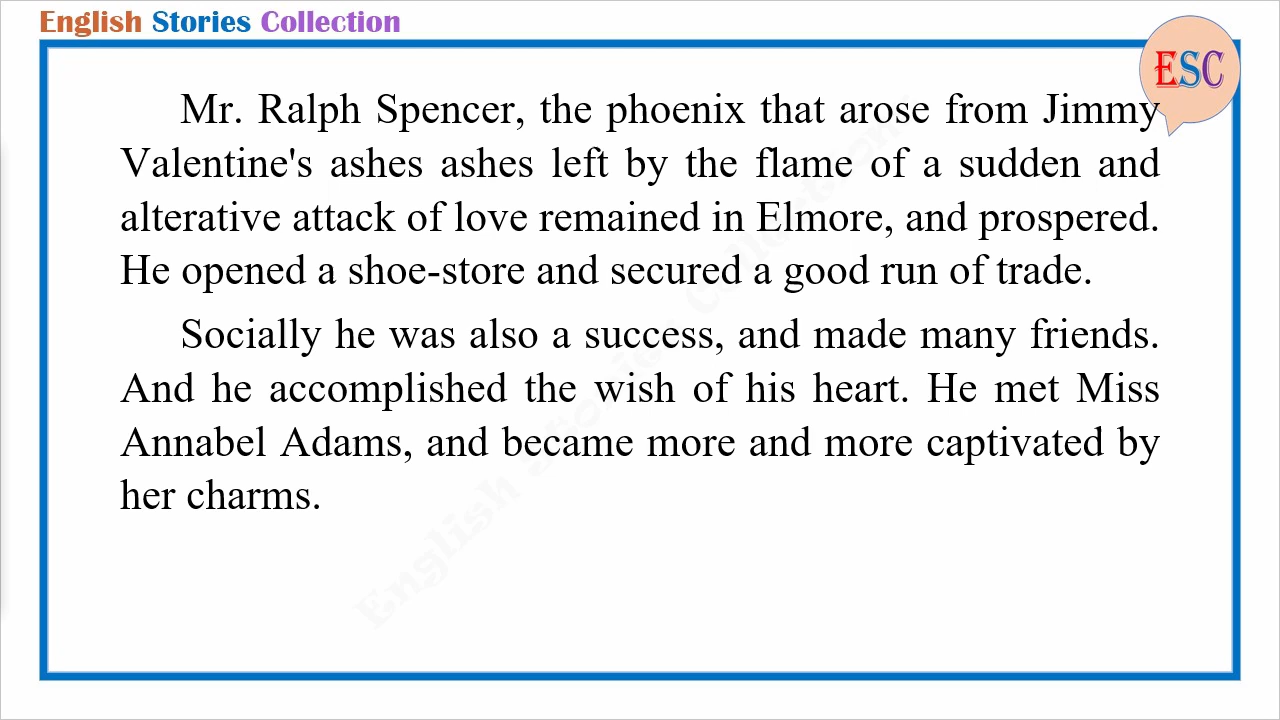 English Stories Collection
ESC
Mr. Ralph Spencer, the phoenix that arose from Jimmy
Valentine's ashes ashes left by the flame of a sudden and
alterative attack of love remained in Elmore, and prospered.
He opened a shoe-store and secured a good run of trade.
Socially he was also a success, and made many friends.
And he accomplished the wish of his heart. He met Miss
Annabel Adams, and became more and more captivated by
her charms.
English Stories Collection